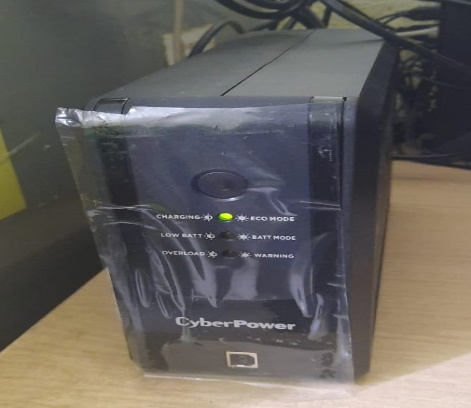 CHARGING ECO MODE
LOW BATT BATT MODE
OVERLOAD WARNING
CyberPower